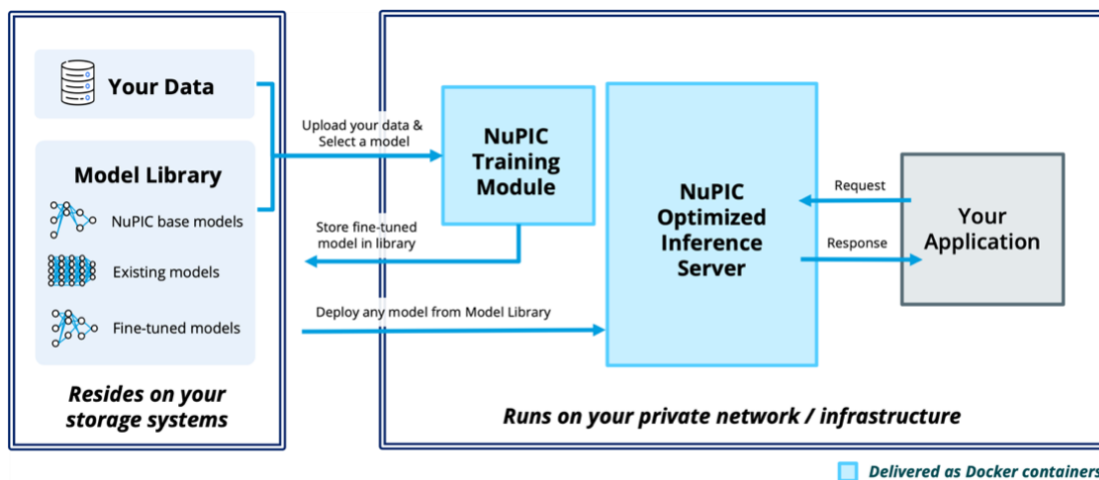 Your Data
Model Library
NuPIC base models
Existing models
Fine-tuned models
Resides on your
storage systems
Upload your data &
Select a model
Store fine-tuned
model in library
Deploy any model from Model Library
NuPIC
Training
Module
NuPIC
Optimized
Inference
Server
Request
Response
Your
Application
Runs on your private network / infrastructure
Delivered as Docker containers